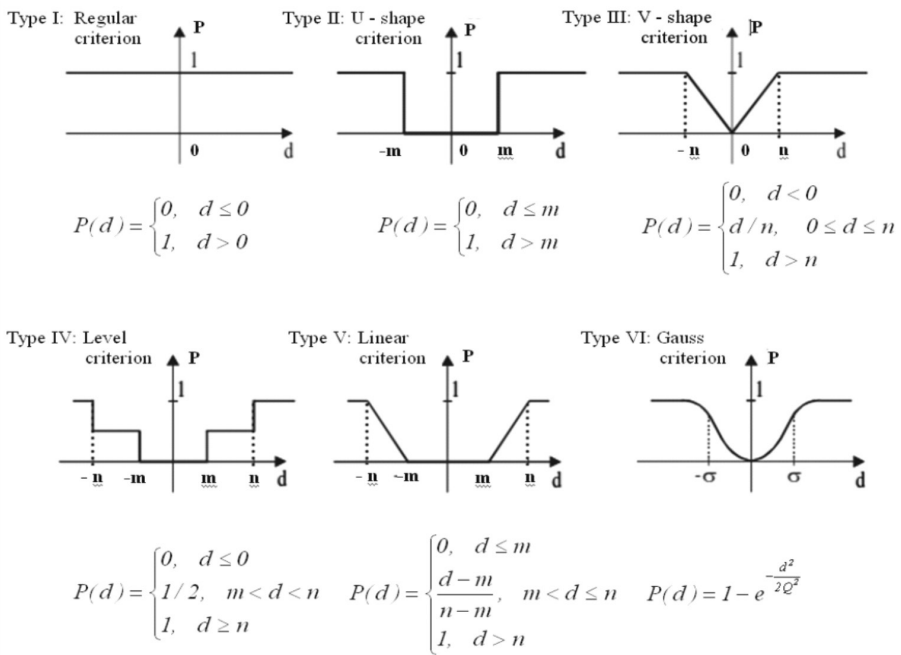 Type I: Regular
criterion
P
1
0
d
P(d) = {0, d ≤ 0
1, d > 0
Type II: U - shape
criterion
P
1
-m
0
m
d
P(d) = {0, d ≤ m
1, d > m
Type III: V - shape
criterion
P
1
- n
0
n
d
P(d) = {0, d < 0
d / n, 0 ≤ d ≤ n
1, d > n
Type IV: Level
criterion
P
1
- n
-m
m
n
d
P(d) = {0, d ≤ 0
1/ 2, m < d < n
1, d ≥ n
Type V: Linear
criterion
P
1
- n
-m
m
n
d
P(d) = {0, d ≤ m
d − m
n − m
, m < d ≤ n
1, d > n
Type VI: Gauss
criterion
P
1
-σ
σ
d
P(d) = 1 − e^{-d²/2Q²}